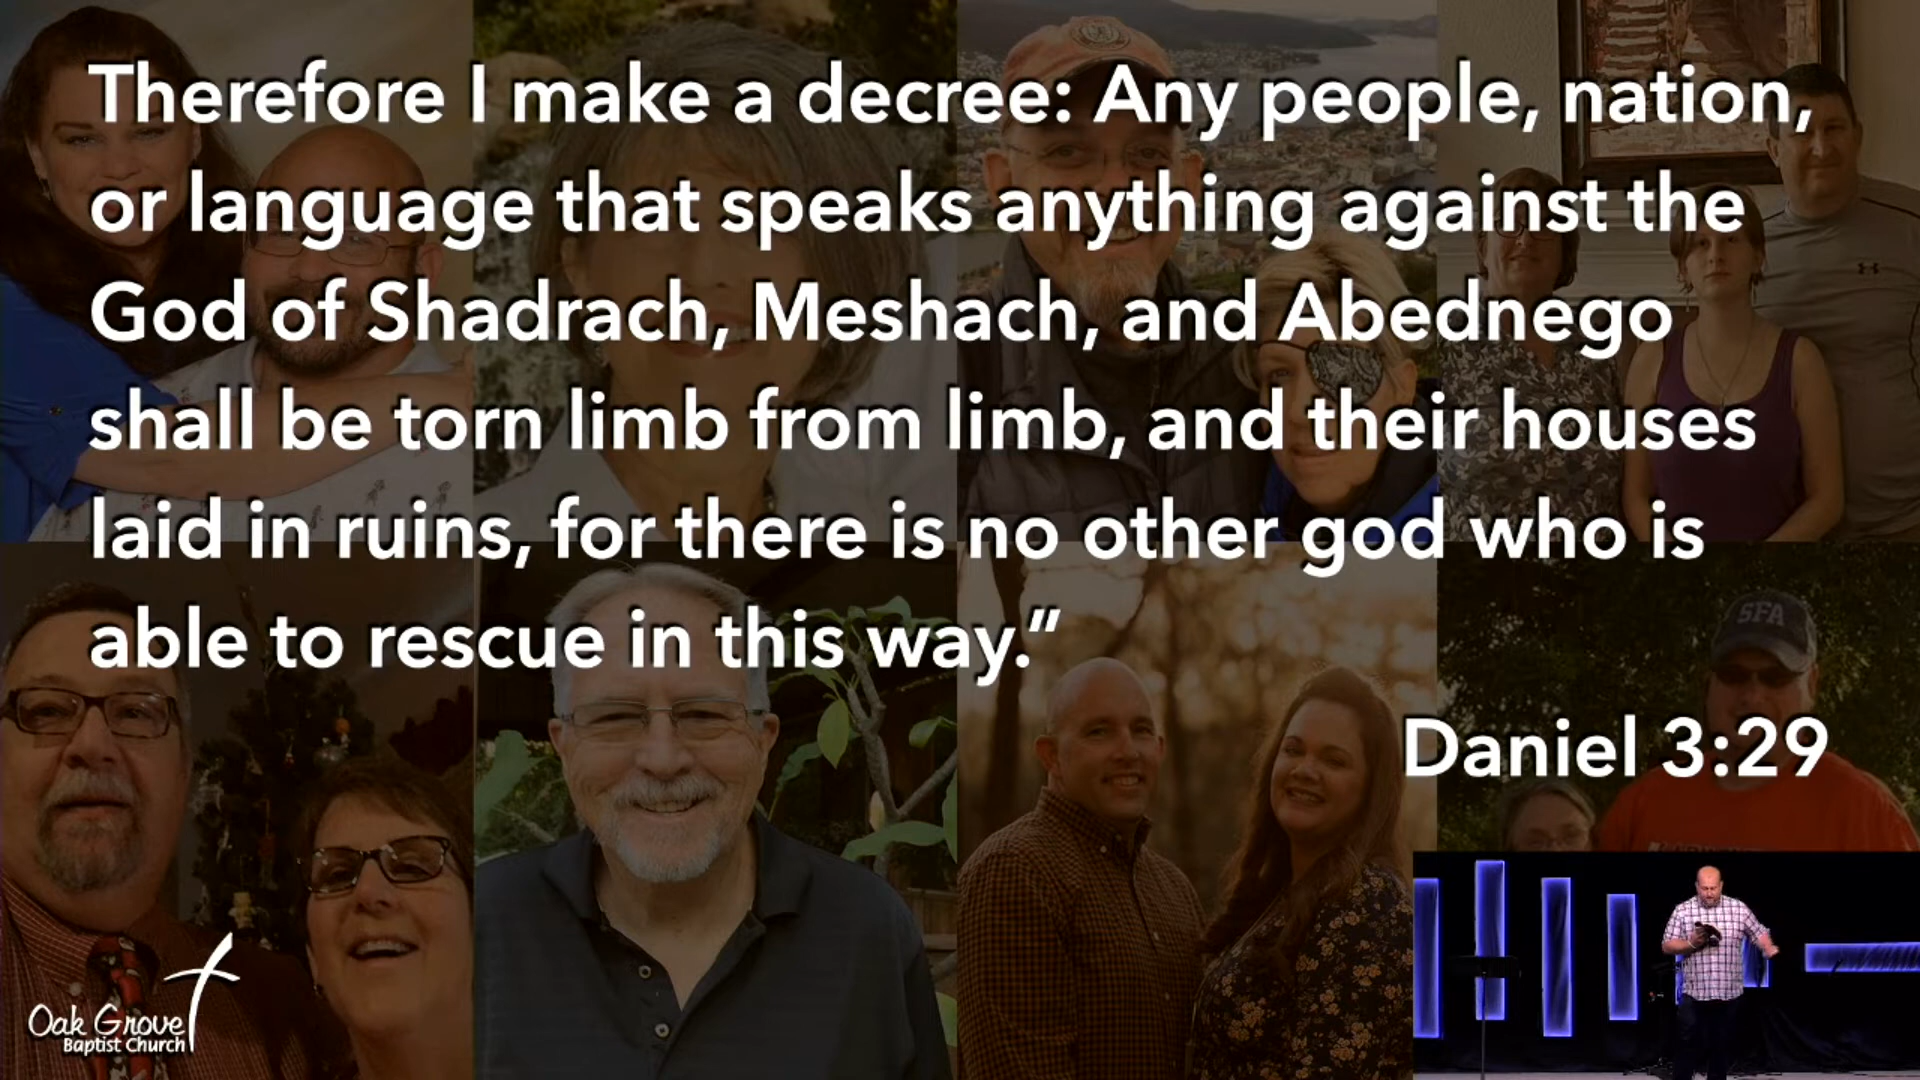 Therefore I make a decree: Any people, nation,
or language that speaks anything against the
God of Shadrach, Meshach, and Abednego
shall be torn limb from limb, and their houses
laid in ruins, for there is no other god who is
able to rescue in this way.”
Daniel 3:29
SFA
Oak Grove
Baptist Church